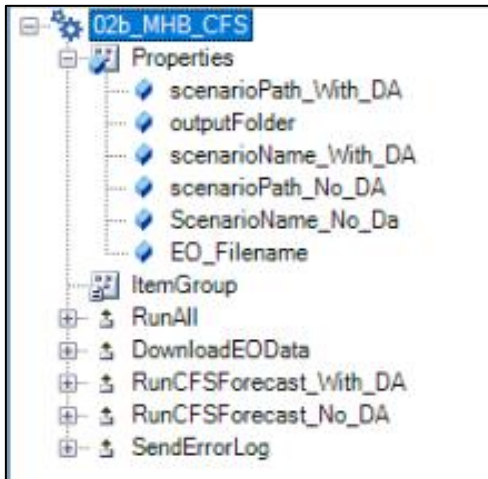 02b_MHB_CFS
Properties
scenarioPath_With_DA
outputFolder
scenarioName_With_DA
scenarioPath_No_DA
ScenarioName_No_Da
EO_Filename
ItemGroup
RunAll
DownloadEOData
RunCFSForecast_With_DA
RunCFSForecast_No_DA
SendErrorLog